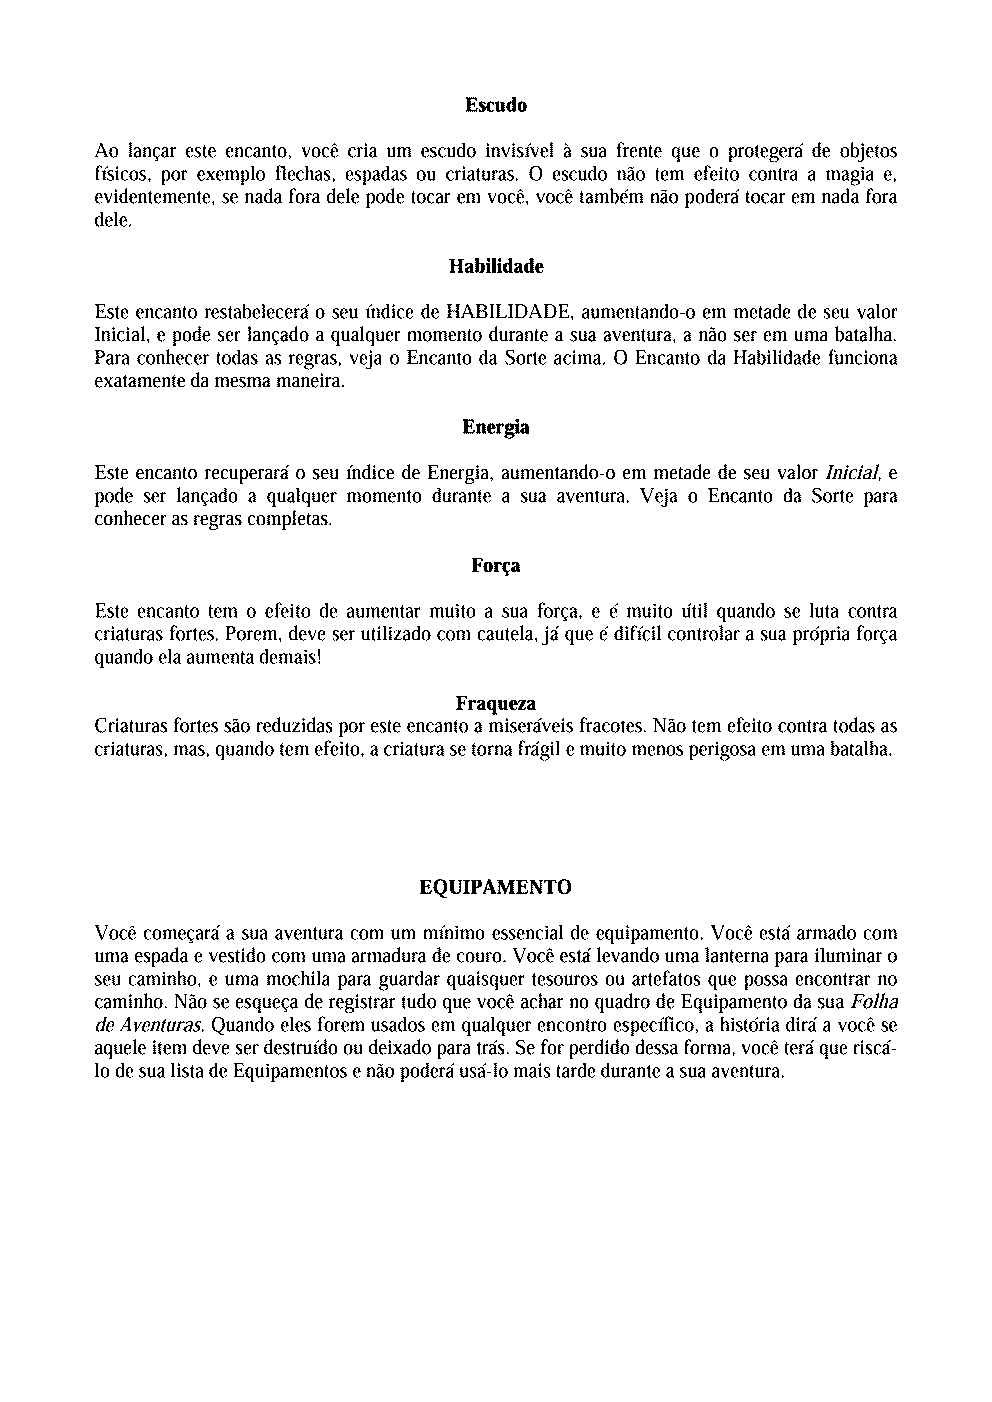 Escudo
Ao lançar este encanto, você cria um escudo invisível à sua frente que o protegerá de objetos
físicos, por exemplo flechas, espadas ou criaturas. O escudo não tem efeito contra a magia e,
evidentemente, se nada fora dele pode tocar em você, você também não poderá tocar em nada fora
dele.
Habilidade
Este encanto restabelecerá o seu índice de HABILIDADE, aumentando-o em metade de seu valor
Inicial, e pode ser lançado a qualquer momento durante a sua aventura, a não ser em uma batalha.
Para conhecer todas as regras, veja o Encanto da Sorte acima. O Encanto da Habilidade funciona
exatamente da mesma maneira.
Energia
Este encanto recuperará o seu índice de Energia, aumentando-o em metade de seu valor Inicial, e
pode ser lançado a qualquer momento durante a sua aventura. Veja o Encanto da Sorte para
conhecer as regras completas.
Força
Este encanto tem o efeito de aumentar muito a sua força, e é muito útil quando se luta contra
criaturas fortes. Porem, deve ser utilizado com cautela, já que é difícil controlar a sua própria força
quando ela aumenta demais!
Fraqueza
Criaturas fortes são reduzidas por este encanto a miseráveis fracotes. Não tem efeito contra todas as
criaturas, mas, quando tem efeito, a criatura se torna frágil e muito menos perigosa em uma batalha.
EQUIPAMENTO
Você começará a sua aventura com um mínimo essencial de equipamento. Você está armado com
uma espada e vestido com uma armadura de couro. Você está levando uma lanterna para iluminar o
seu caminho, e uma mochila para guardar quaisquer tesouros ou artefatos que possa encontrar no
caminho. Não se esqueça de registrar tudo que você achar no quadro de Equipamento da sua Folha
de Aventuras. Quando eles forem usados em qualquer encontro específico, a história dirá a você se
aquele item deve ser destruído ou deixado para trás. Se for perdido dessa forma, você terá que riscá-
lo de sua lista de Equipamentos e não poderá usá-lo mais tarde durante a sua aventura.